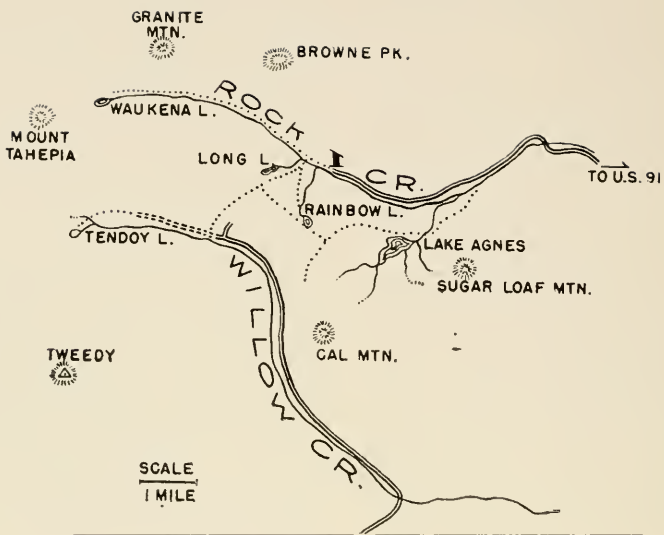 GRANITE
MTN.
BROWNE PK.
WAUKENA L.
ROCK CR.
MOUNT
TAHEPIA
LONG L.
TO U.S. 91
RAINBOW L.
TENDOY L.
LAKE AGNES
SUGAR LOAF MTN.
WILLOW CR.
TWEEDY
CAL MTN.
SCALE
1 MILE